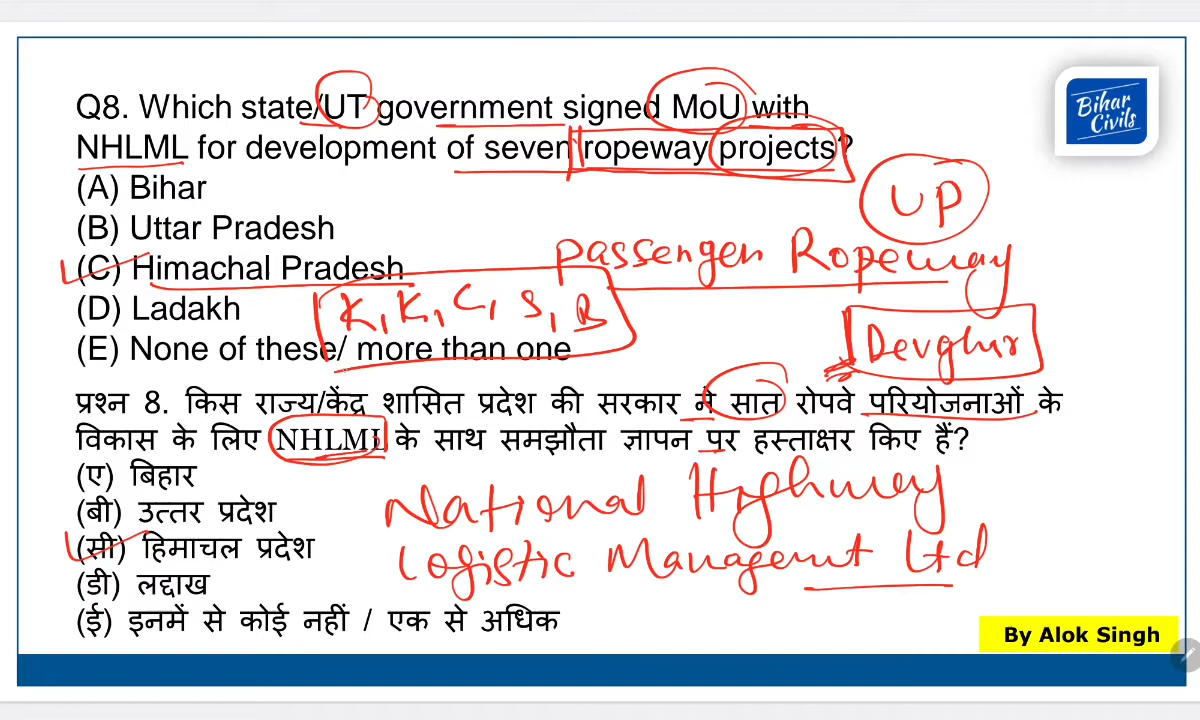 Bihar
Civils
Q8. Which state/UT government signed MoU with
NHLML for development of seven ropeway projects?
(A) Bihar
UP
(B) Uttar Pradesh
Passenger Ropeway
(C) Himachal Pradesh
K, K, C, S, B
(D) Ladakh
Devghar
(E) None of these/ more than one
प्रश्न 8. किस राज्य/केंद्र शासित प्रदेश की सरकार ने सात रोपवे परियोजनाओं के
विकास के लिए NHLML के साथ समझौता ज्ञापन पर हस्ताक्षर किए हैं?
(ए) बिहार
National Highway
(बी) उत्तर प्रदेश
(सी) हिमाचल प्रदेश
Logistic Management Ltd
(डी) लद्दाख
(ई) इनमें से कोई नहीं / एक से अधिक
By Alok Singh